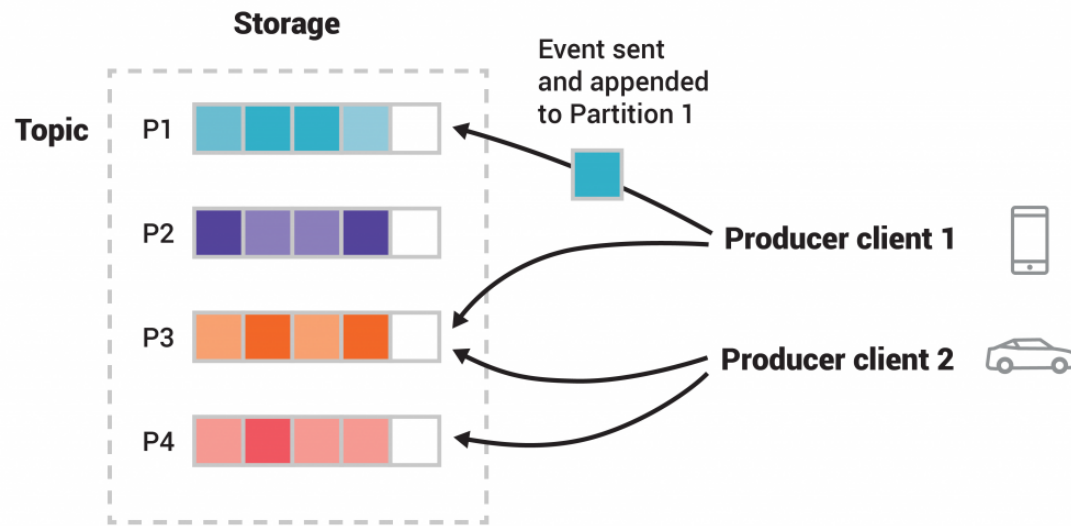 Storage
Event sent
and appended
to Partition 1
Topic
P1
P2
Producer client 1
P3
Producer client 2
P4